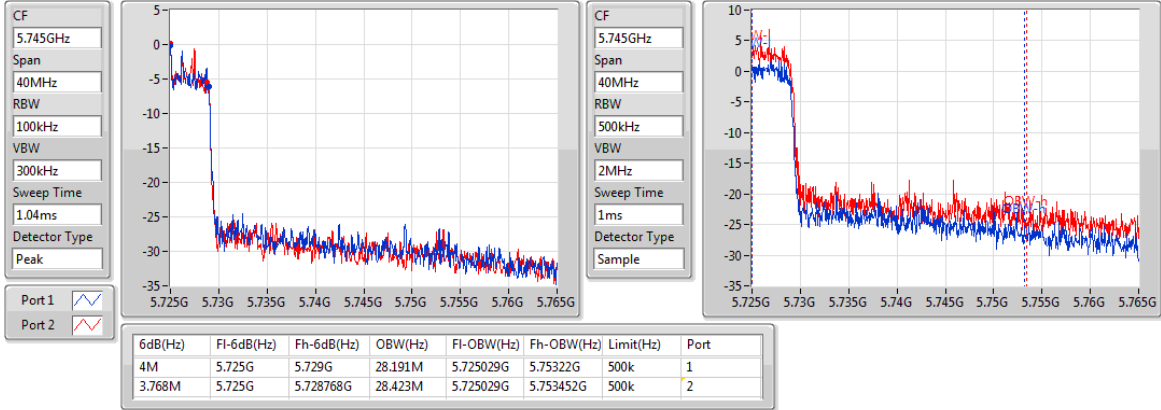 CF
5.745GHz
Span
40MHz
RBW
100kHz
VBW
300kHz
Sweep Time
1.04ms
Detector Type
Peak
Port 1
Port 2
5
0
-5
-10
-15
-20
-25
-30
-35
5.725G 5.73G 5.735G 5.74G 5.745G 5.75G 5.755G 5.76G 5.765G
CF
5.745GHz
Span
40MHz
RBW
500kHz
VBW
2MHz
Sweep Time
1ms
Detector Type
Sample
10
5
0
-5
-10
-15
-20
-25
-30
-35
OBW-h
5.725G 5.73G 5.735G 5.74G 5.745G 5.75G 5.755G 5.76G 5.765G
6dB(Hz) Fl-6dB(Hz) Fh-6dB(Hz) OBW(Hz) Fl-OBW(Hz) Fh-OBW(Hz) Limit(Hz) Port
4M 5.725G 5.729G 28.191M 5.725029G 5.75322G 500k 1
3.768M 5.725G 5.728768G 28.423M 5.725029G 5.753452G 500k 2